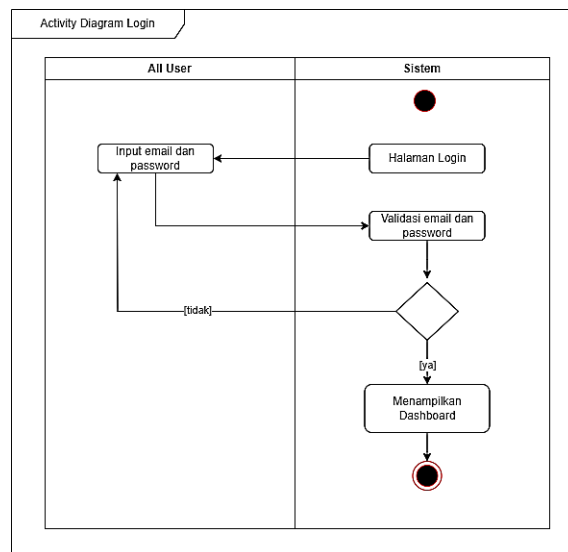 Activity Diagram Login
All User
Sistem
Input email dan
password
Halaman Login
Validasi email dan
password
[tidak]
[ya]
Menampilkan
Dashboard